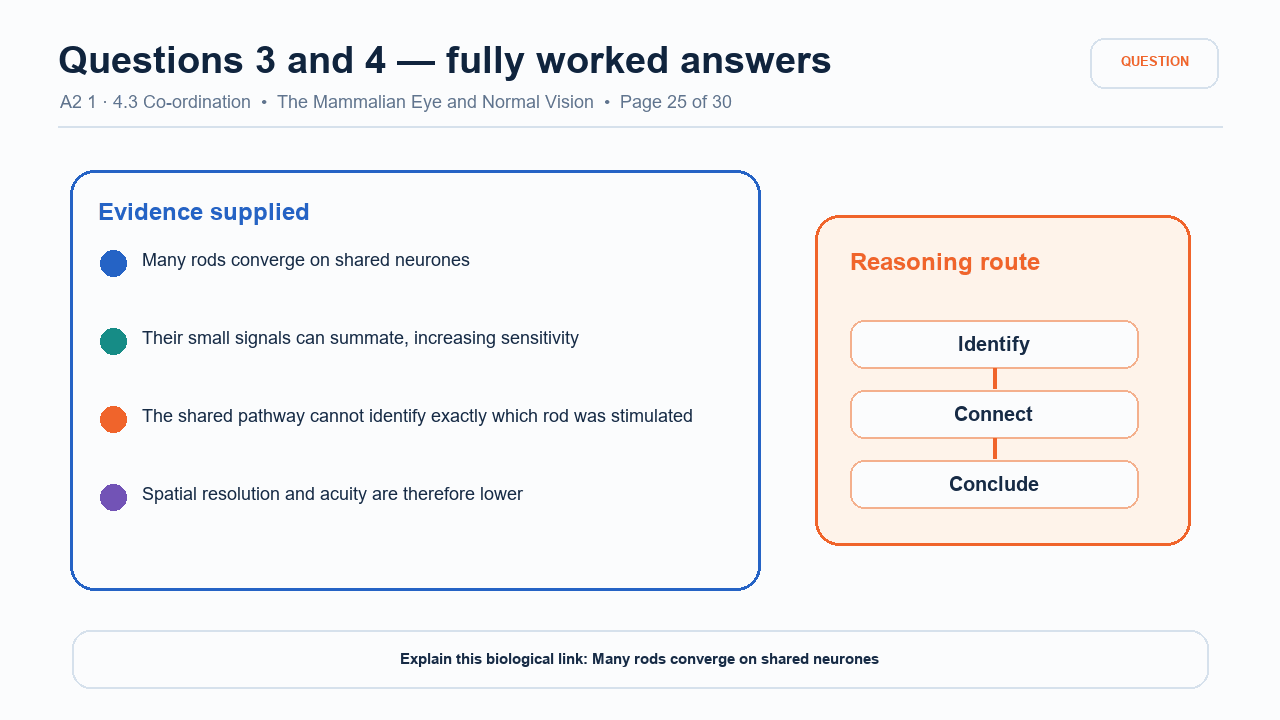 Questions 3 and 4 — fully worked answers
QUESTION
A2 1 · 4.3 Co-ordination • The Mammalian Eye and Normal Vision • Page 25 of 30
Evidence supplied
Many rods converge on shared neurones
Their small signals can summate, increasing sensitivity
The shared pathway cannot identify exactly which rod was stimulated
Spatial resolution and acuity are therefore lower
Reasoning route
Identify
Connect
Conclude
Explain this biological link: Many rods converge on shared neurones